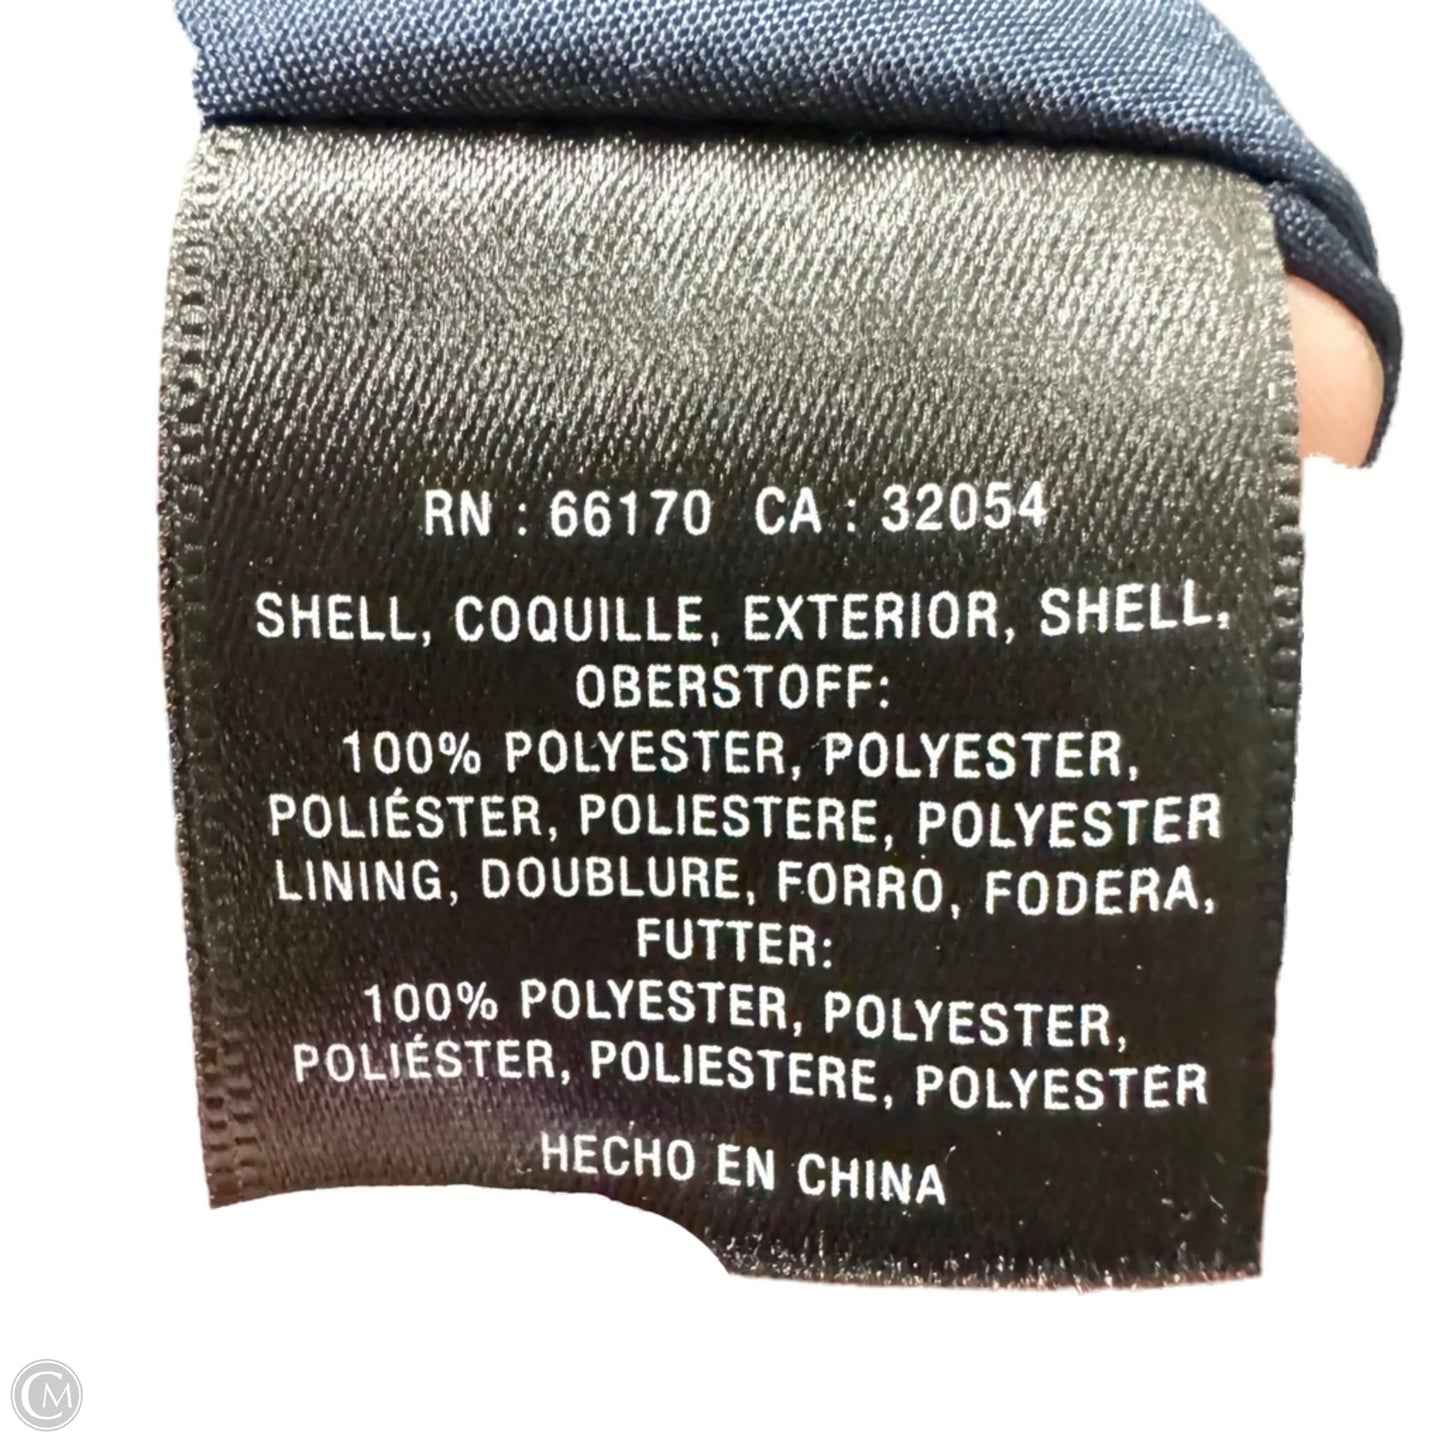 RN : 66170 CA : 32054
SHELL, COQUILLE, EXTERIOR, SHELL,
OBERSTOFF:
100% POLYESTER, POLYESTER,
POLIÉSTER, POLIESTERE, POLYESTER
LINING, DOUBLURE, FORRO, FODERA,
FUTTER:
100% POLYESTER, POLYESTER,
POLIÉSTER, POLIESTERE, POLYESTER
HECHO EN CHINA
CM